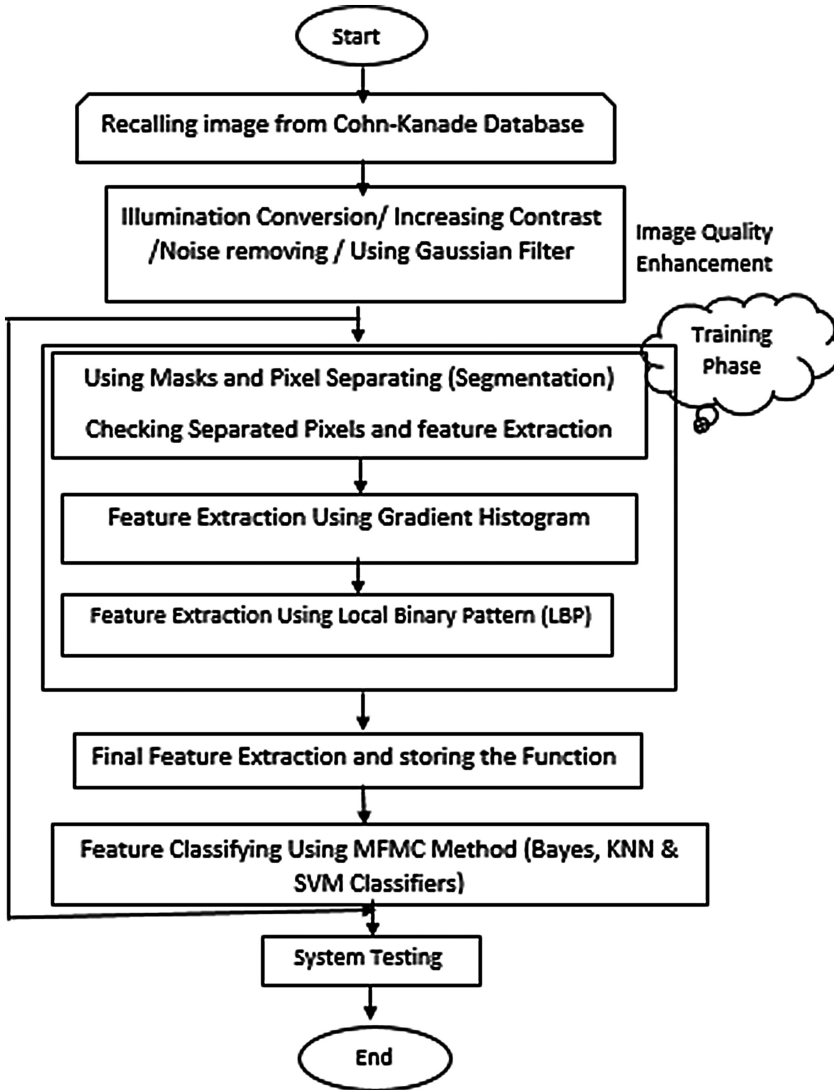 Start
Recalling image from Cohn-Kanade Database
Illumination Conversion/ Increasing Contrast
/Noise removing / Using Gaussian Filter
Image Quality
Enhancement
Training
Phase
Using Masks and Pixel Separating (Segmentation)
Checking Separated Pixels and feature Extraction
Feature Extraction Using Gradient Histogram
Feature Extraction Using Local Binary Pattern (LBP)
Final Feature Extraction and storing the Function
Feature Classifying Using MFMC Method (Bayes, KNN &
SVM Classifiers)
System Testing
End